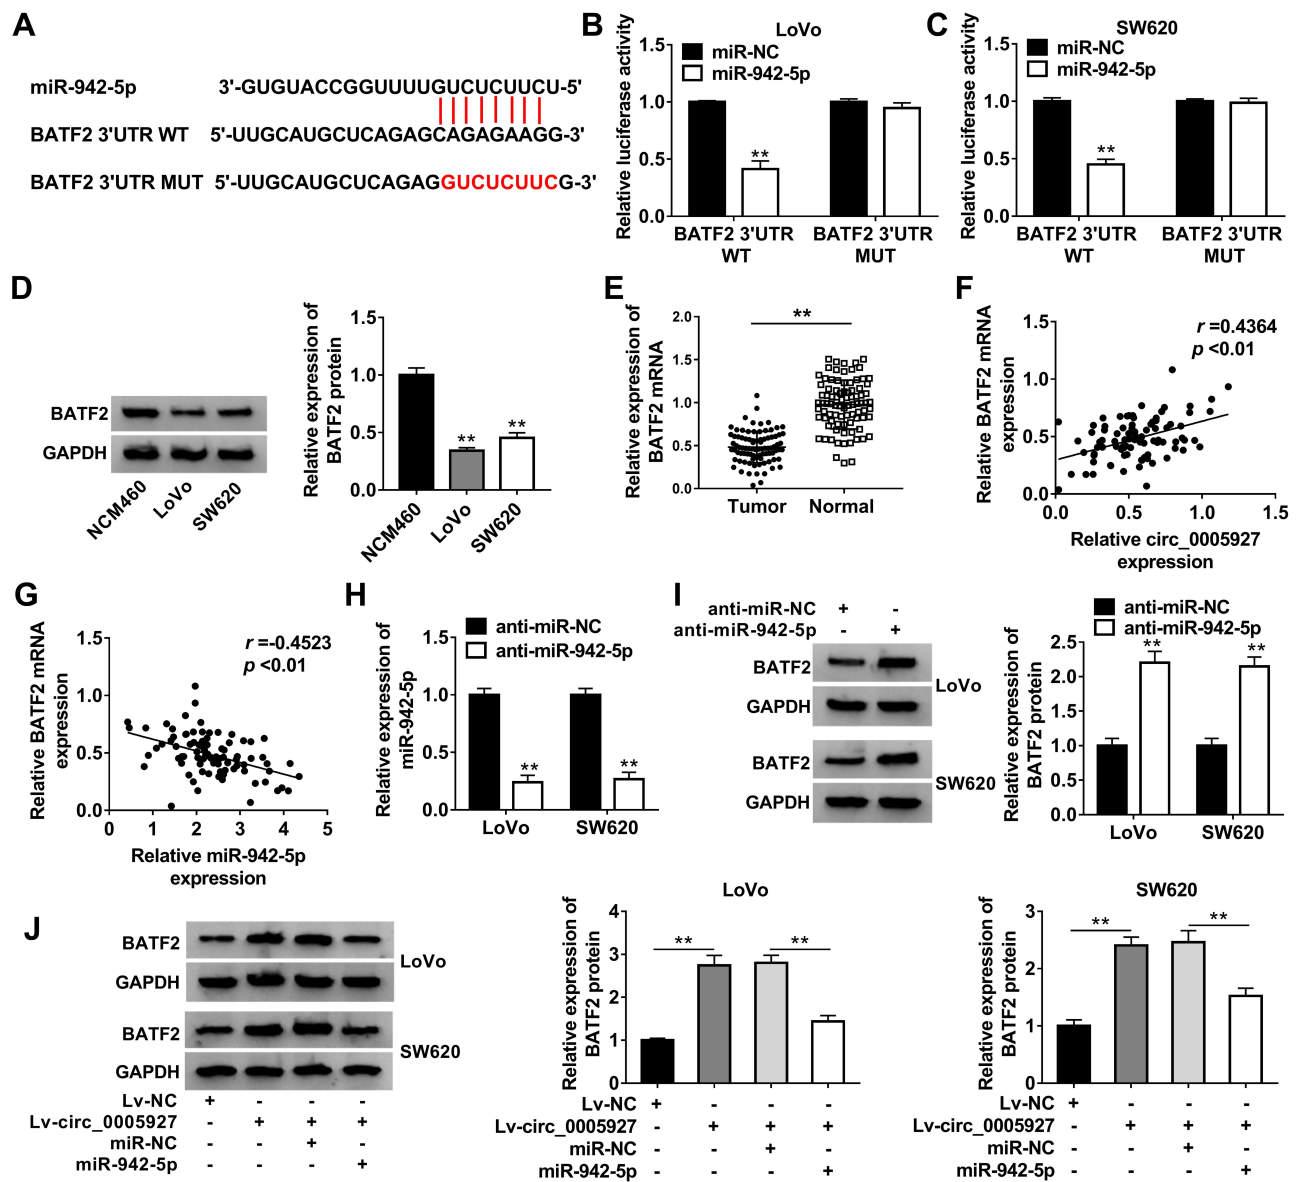 A
miR-942-5p 3'-GUGUACCGGUUUUGUCUCUUCU-5'
BATF2 3'UTR WT 5'-UUGCAUGCUCAGAGCAGAGAAGG-3'
BATF2 3'UTR MUT 5'-UUGCAUGCUCAGAGGUCUCUUCG-3'
B
LoVo
miR-NC
miR-942-5p
Relative luciferase activity
1.5
1.0
0.5
0.0
**
BATF2 3'UTR WT
BATF2 3'UTR MUT
C
SW620
miR-NC
miR-942-5p
Relative luciferase activity
1.5
1.0
0.5
0.0
**
BATF2 3'UTR WT
BATF2 3'UTR MUT
D
BATF2
GAPDH
NCM460
LoVo
SW620
Relative expression of
BATF2 protein
1.5
1.0
0.5
0.0
**
**
NCM460
LoVo
SW620
E
Relative expression of
BATF2 mRNA
2.0
1.5
1.0
0.5
0.0
**
Tumor
Normal
F
Relative BATF2 mRNA
expression
1.5
1.0
0.5
0.0
r =0.4364
p <0.01
0.0 0.5 1.0 1.5
Relative circ_0005927
expression
G
Relative BATF2 mRNA
expression
1.5
1.0
0.5
0.0
r =-0.4523
p <0.01
0 1 2 3 4 5
Relative miR-942-5p
expression
H
anti-miR-NC
anti-miR-942-5p
Relative expression of
miR-942-5p
1.5
1.0
0.5
0.0
**
**
LoVo SW620
I
anti-miR-NC + -
anti-miR-942-5p - +
BATF2
GAPDH
LoVo
BATF2
GAPDH
SW620
anti-miR-NC
anti-miR-942-5p
Relative expression of
BATF2 protein
2.5
2.0
1.5
1.0
0.5
0.0
**
**
LoVo SW620
J
BATF2
GAPDH
LoVo
BATF2
GAPDH
SW620
Lv-NC + - - -
Lv-circ_0005927 - + + +
miR-NC - - + -
miR-942-5p - - - +
LoVo
Relative expression of
BATF2 protein
4
3
2
1
0
**
**
Lv-NC + - - -
Lv-circ_0005927 - + + +
miR-NC - - + -
miR-942-5p - - - +
SW620
Relative expression of
BATF2 protein
3
2
1
0
**
**
Lv-NC + - - -
Lv-circ_0005927 - + + +
miR-NC - - + -
miR-942-5p - - - +